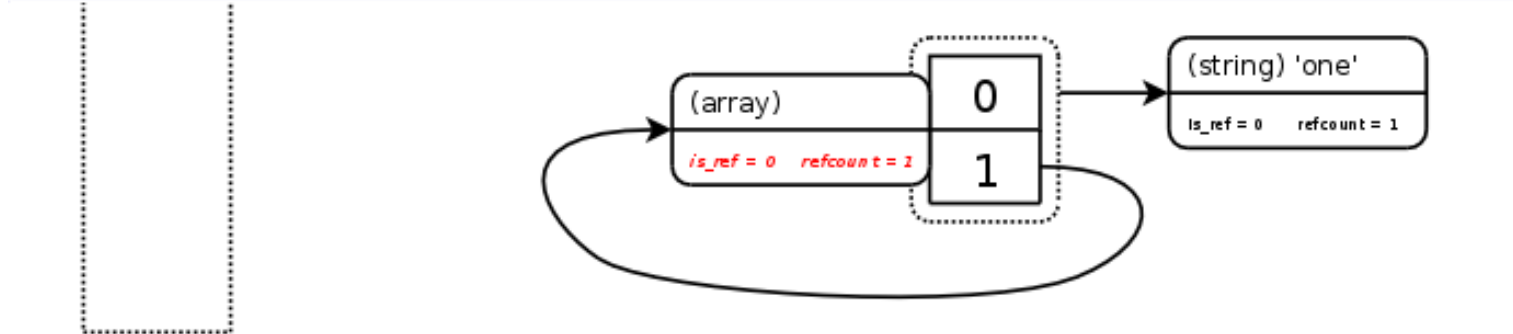 (array)
is_ref = 0 refcount = 1
0
1
(string) 'one'
is_ref = 0 refcount = 1